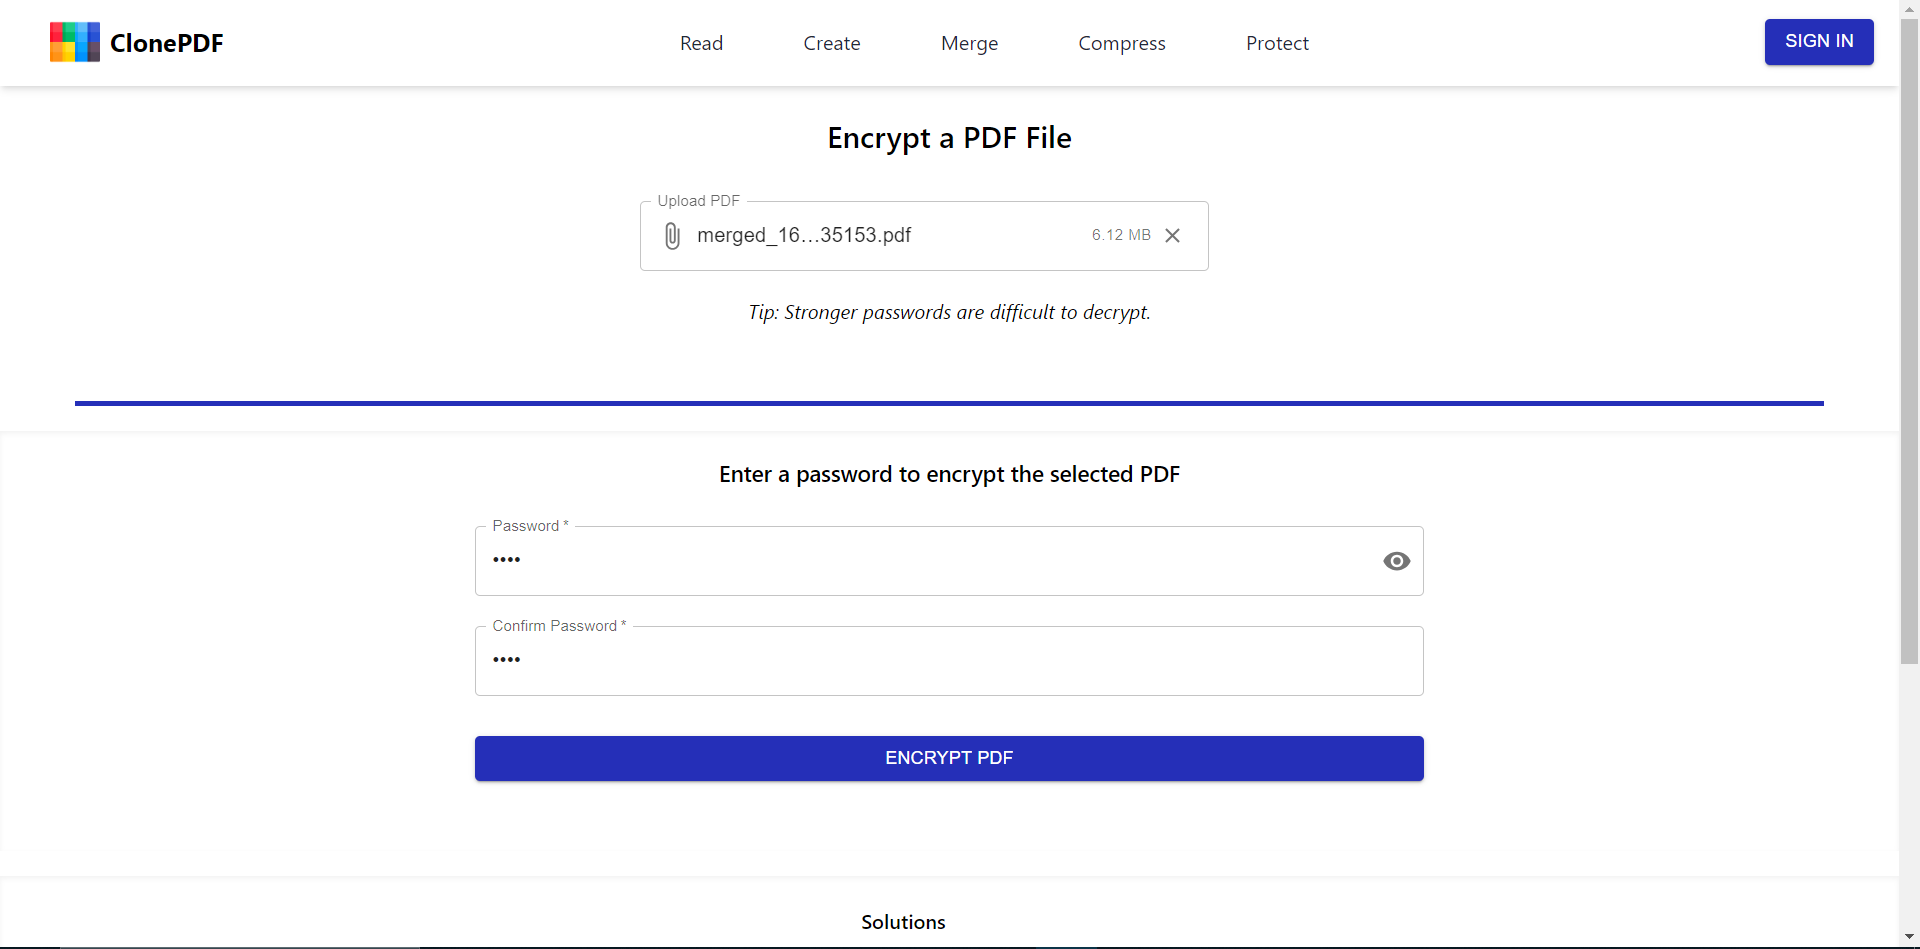 ClonePDF
Read
Create
Merge
Compress
Protect
SIGN IN
Encrypt a PDF File
Upload PDF
merged_16...35153.pdf
6.12 MB
Tip: Stronger passwords are difficult to decrypt.
Enter a password to encrypt the selected PDF
Password *
••••
Confirm Password *
••••
ENCRYPT PDF
Solutions